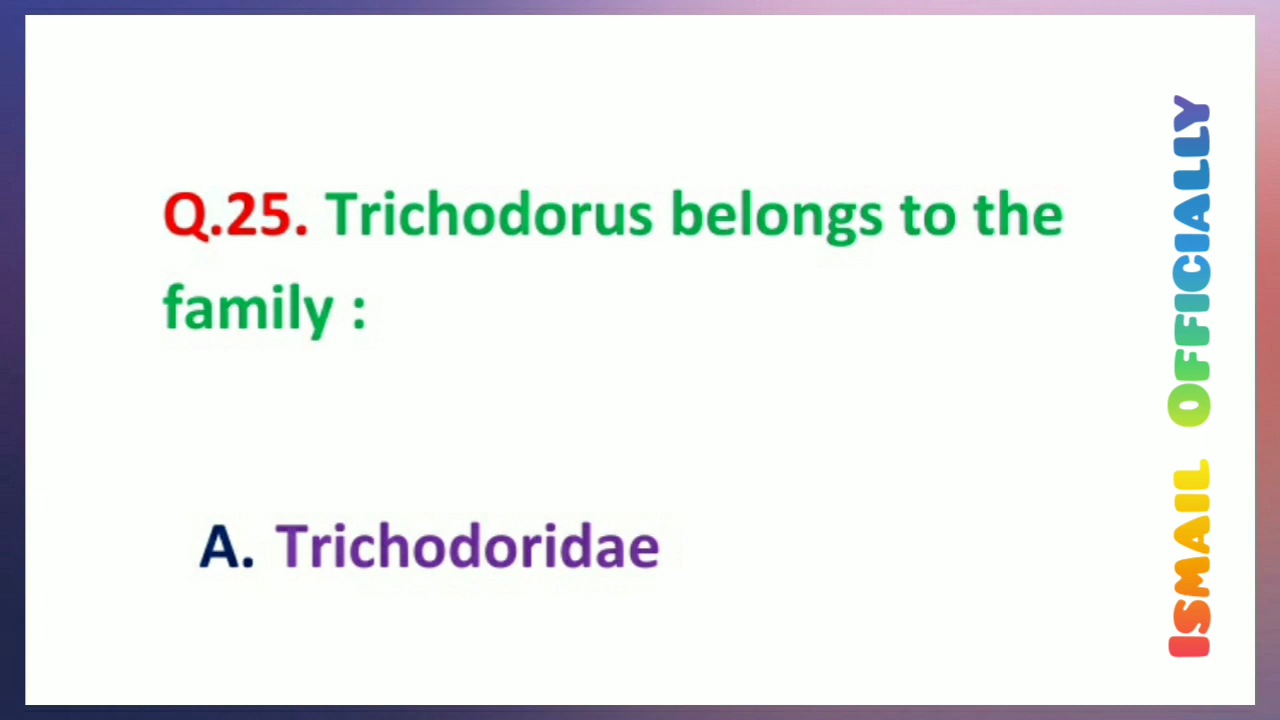 Q.25. Trichodorus belongs to the
family :
A. Trichodoridae
ISMAIL OFFICIALLY